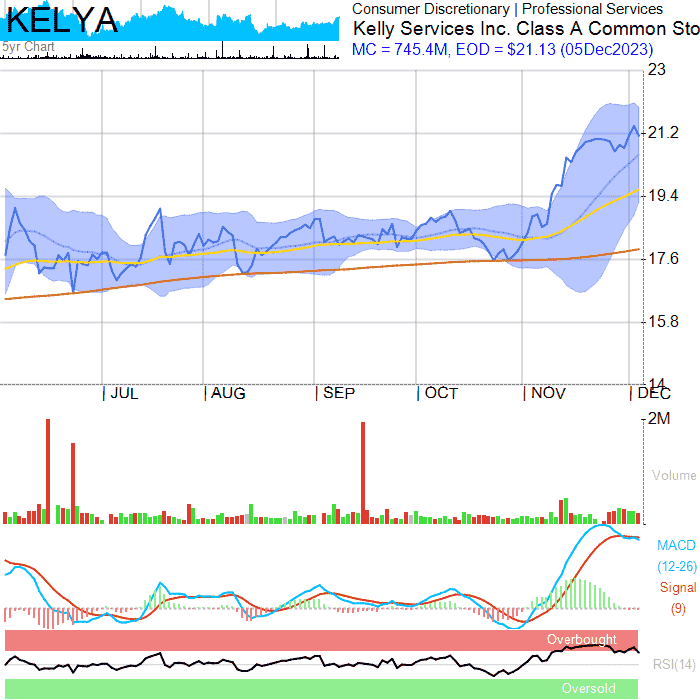 KELYA
5yr Chart
Consumer Discretionary | Professional Services
Kelly Services Inc. Class A Common Sto
MC = 745.4M, EOD = $21.13 (05Dec2023)
23
21.2
19.4
17.6
15.8
14
| JUL | AUG | SEP | OCT | NOV | DEC
2M
Volume
MACD
(12-26)
Signal
(9)
Overbought
RSI(14)
Oversold